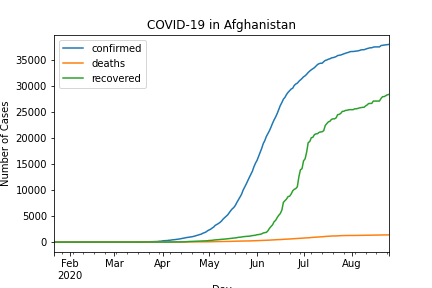 COVID-19 in Afghanistan
confirmed
deaths
recovered
Number of Cases
35000
30000
25000
20000
15000
10000
5000
0
Feb Mar Apr May Jun Jul Aug
2020